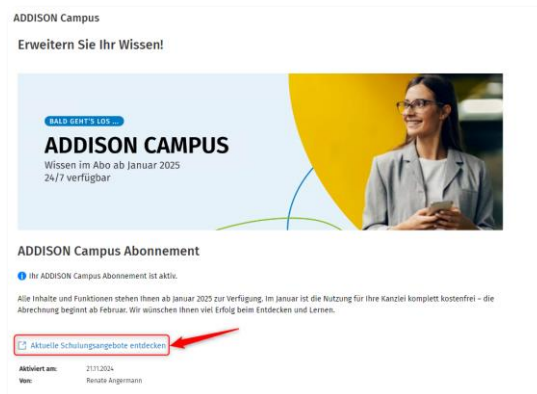 ADDISON Campus
Erweitern Sie Ihr Wissen!
BALD GEHT'S LOS ...
ADDISON CAMPUS
Wissen im Abo ab Januar 2025
24/7 verfügbar
ADDISON Campus Abonnement
Ihr ADDISON Campus Abonnement ist aktiv.
Alle Inhalte und Funktionen stehen Ihnen ab Januar 2025 zur Verfügung. Im Januar ist die Nutzung für Ihre Kanzlei komplett kostenfrei – die
Abrechnung beginnt ab Februar. Wir wünschen Ihnen viel Erfolg beim Entdecken und Lernen.
Aktuelle Schulungsangebote entdecken
Aktiviert am: 21.11.2024
Von: Renate Angermann